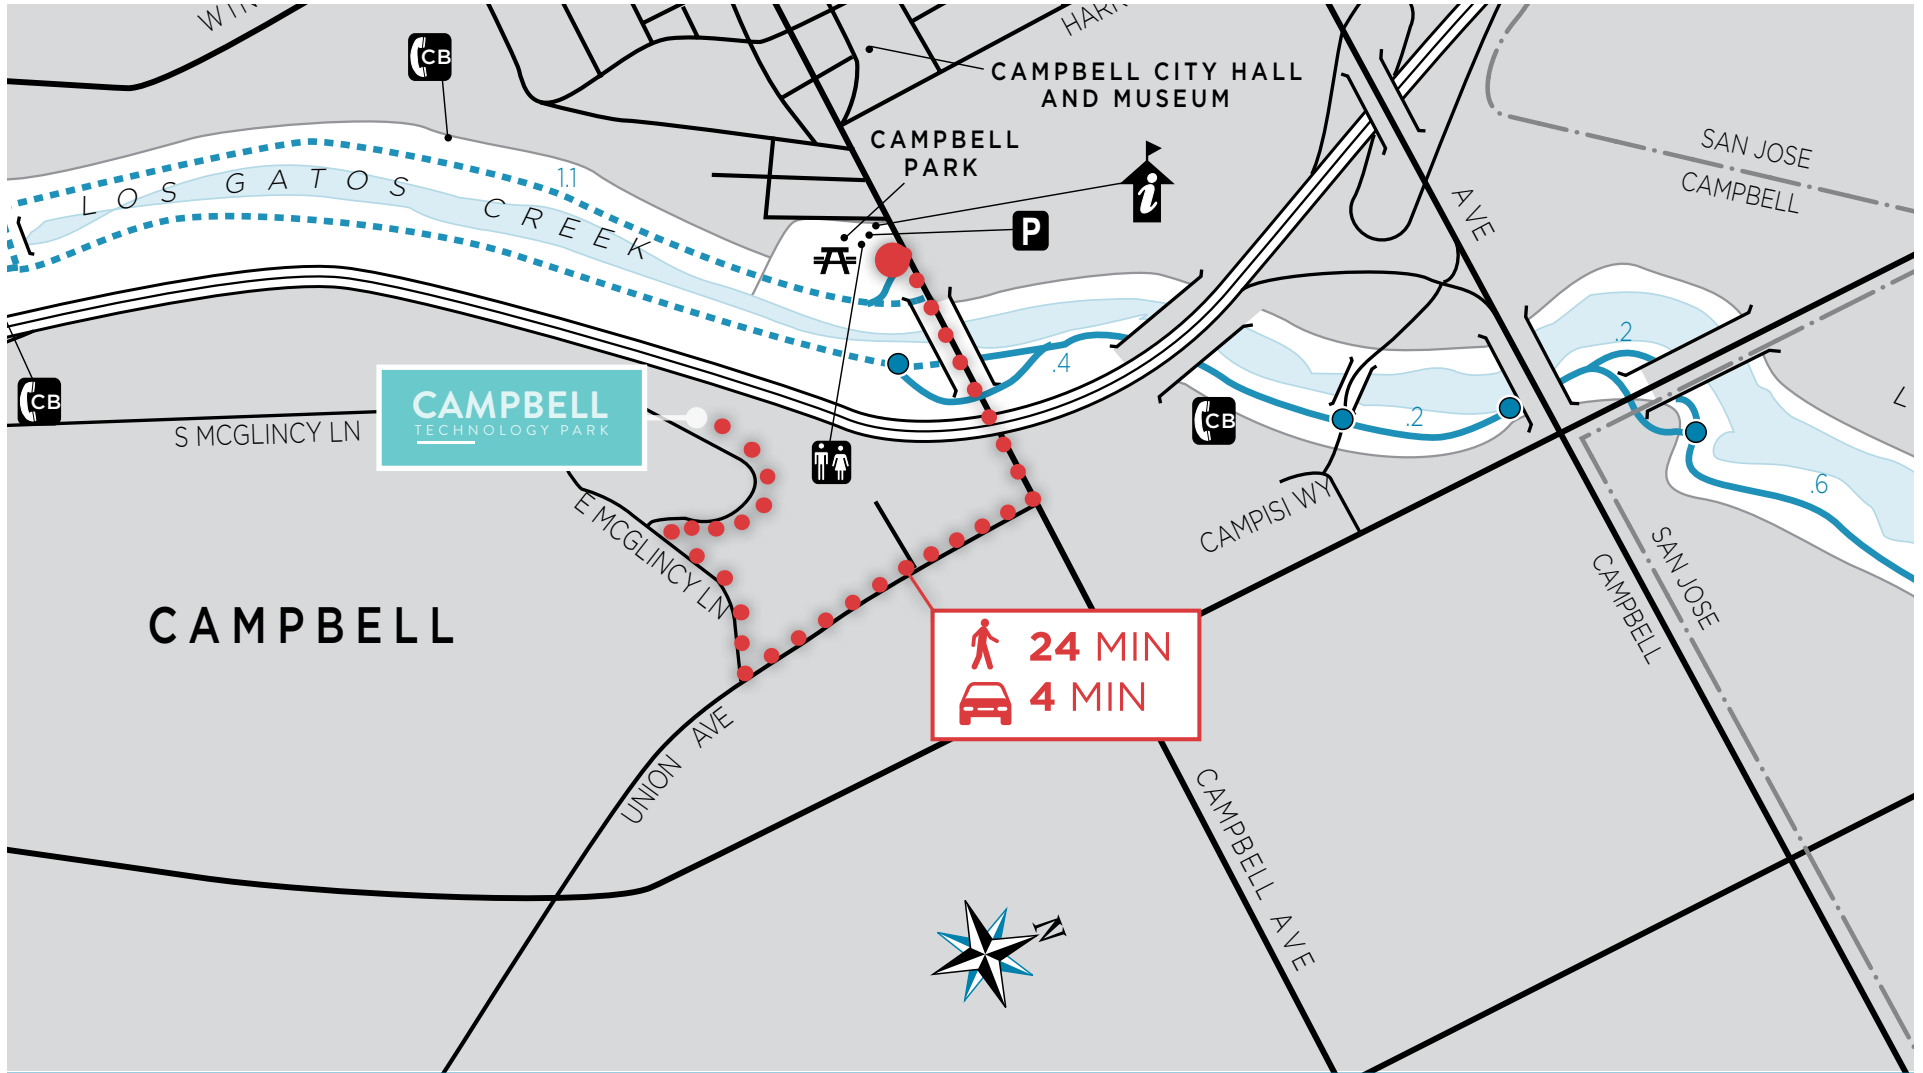 CB
CAMPBELL CITY HALL
AND MUSEUM
CAMPBELL
PARK
SAN JOSE
CAMPBELL
1.1
LOS GATOS CREEK
i
P
AVE
.4
.2
.2
.6
CB
CB
CAMPBELL
TECHNOLOGY PARK
S MCGLINCY LN
E MCGLINCY LN
CAMPISI WY
SAN JOSE
CAMPBELL
CAMPBELL
24 MIN
4 MIN
UNION AVE
CAMPBELL AVE
N